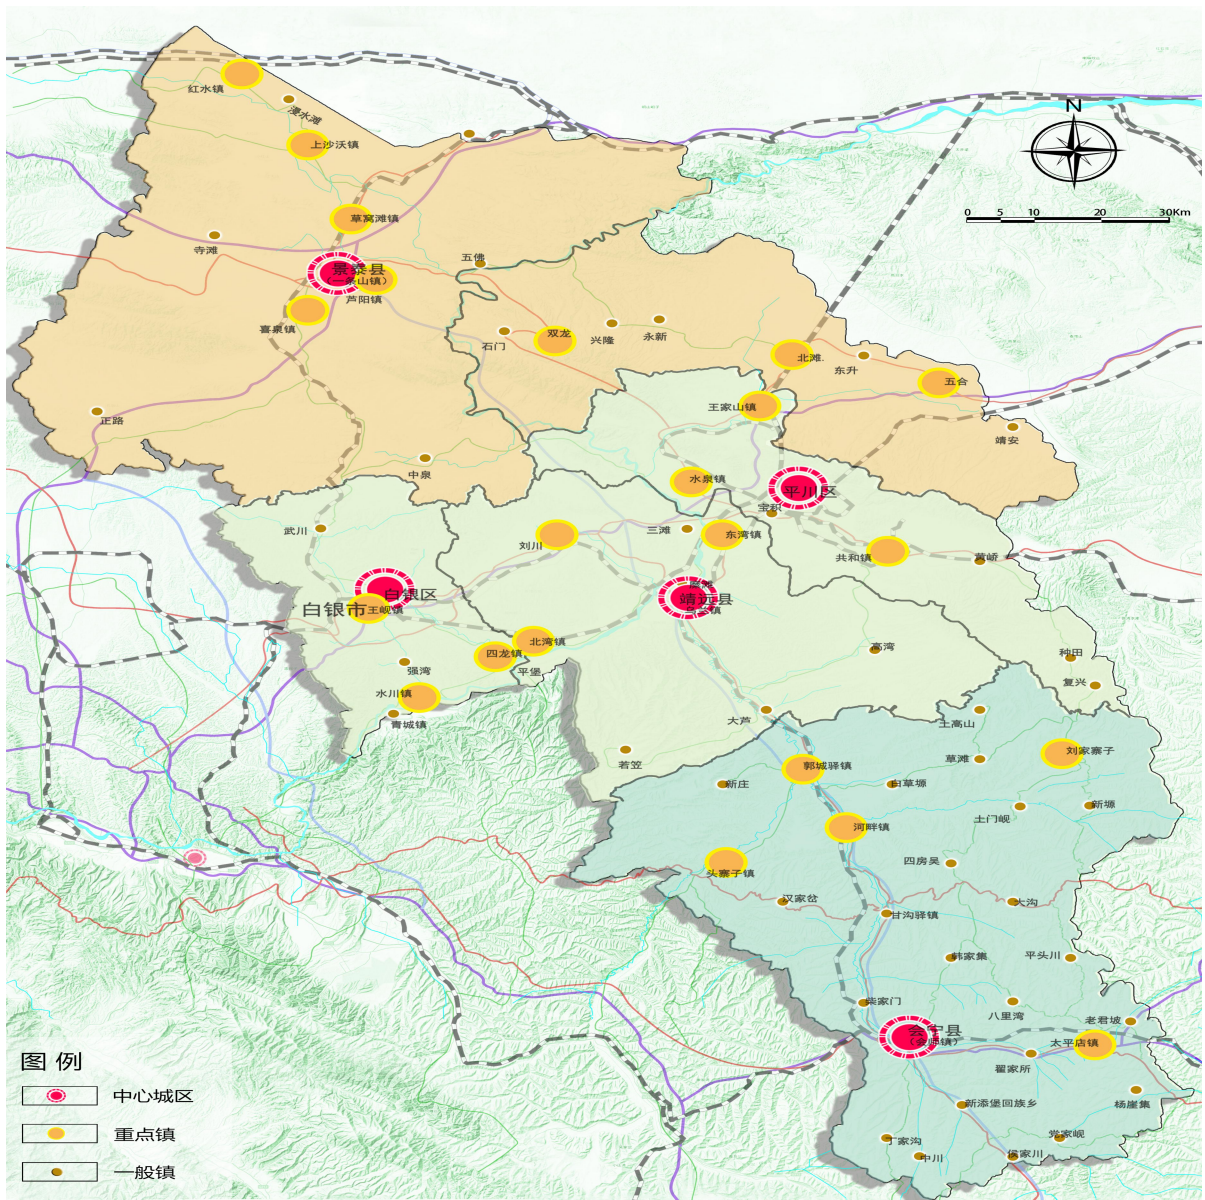 N
0 5 10 20 30Km
红水镇
漫水滩
上沙沃镇
草窝滩镇
寺滩
五佛
景泰县
(一条山镇)
芦阳镇
喜泉镇
双龙
石门
兴隆
永新
北滩
东升
五合
王家山镇
正路
靖安
中泉
水泉镇
平川区
宝积
武川
刘川
三滩
东湾镇
共和镇
黄峤
白银区
白银市
王岘镇
靖远县
北湾镇
四龙镇
平堡
强湾
高湾
种田
复兴
水川镇
青城镇
大芦
土高山
若笠
郭城驿镇
草滩
刘家寨子
新庄
白草塬
新塬
土门岘
河畔镇
四房吴
头寨子镇
汉家岔
大沟
甘沟驿镇
韩家集
平头川
柴家门
八里湾
老君坡
会宁县
(会师镇)
太平店镇
翟家所
新添堡回族乡
杨崖集
丁家沟
党家岘
中川
侯家川
图 例
中心城区
重点镇
一般镇